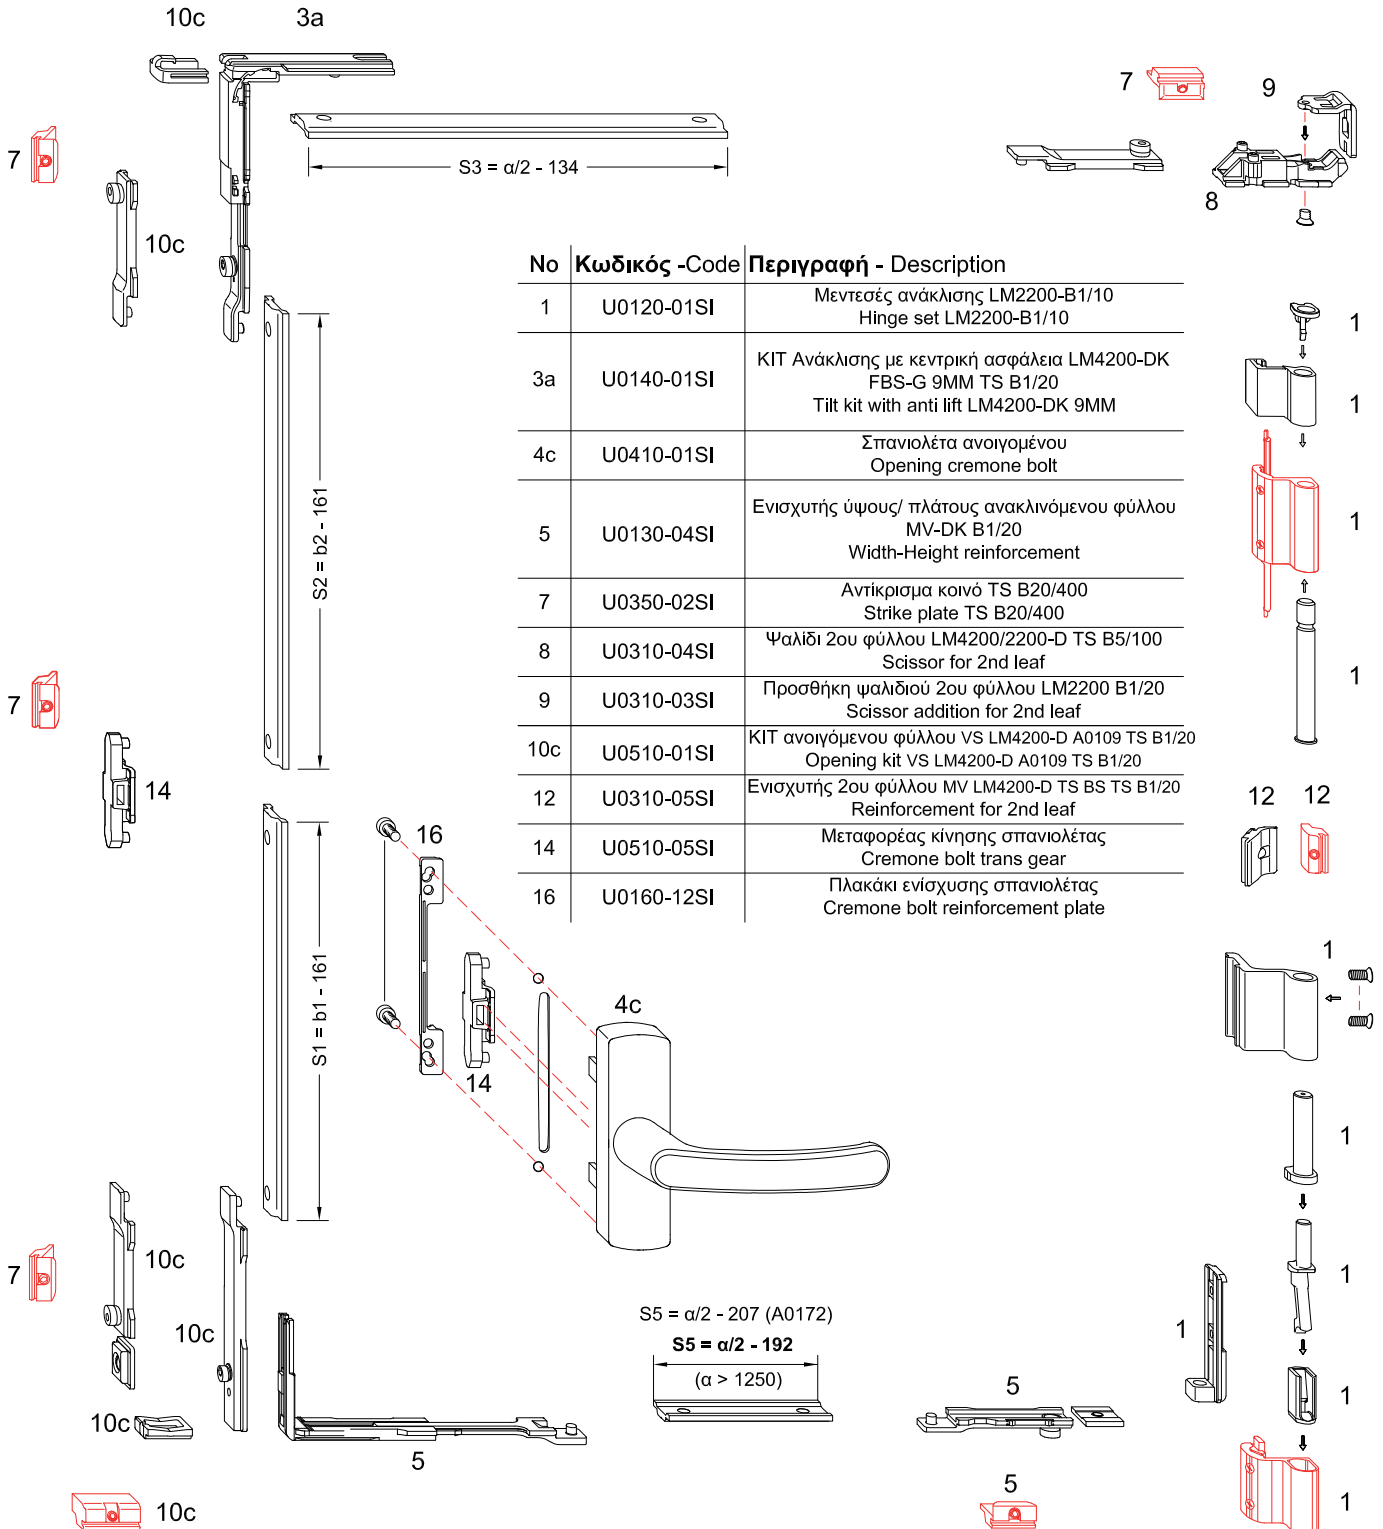 10c 3a
7 9
7
S3 = α/2 - 134
8
10c
No Κωδικός -Code Περιγραφή - Description
1 U0120-01SI Μεντεσές ανάκλισης LM2200-B1/10
Hinge set LM2200-B1/10
3a U0140-01SI KIT Ανάκλισης με κεντρική ασφάλεια LM4200-DK
FBS-G 9MM TS B1/20
Tilt kit with anti lift LM4200-DK 9MM
4c U0410-01SI Σπανιολέτα ανοιγομένου
Opening cremone bolt
5 U0130-04SI Ενισχυτής ύψους/ πλάτους ανακλινόμενου φύλλου
MV-DK B1/20
Width-Height reinforcement
7 U0350-02SI Αντίκρισμα κοινό TS B20/400
Strike plate TS B20/400
8 U0310-04SI Ψαλίδι 2ου φύλλου LM4200/2200-D TS B5/100
Scissor for 2nd leaf
9 U0310-03SI Προσθήκη ψαλιδιού 2ου φύλλου LM2200 B1/20
Scissor addition for 2nd leaf
10c U0510-01SI KIT ανοιγόμενου φύλλου VS LM4200-D A0109 TS B1/20
Opening kit VS LM4200-D A0109 TS B1/20
12 U0310-05SI Ενισχυτής 2ου φύλλου MV LM4200-D TS BS TS B1/20
Reinforcement for 2nd leaf
14 U0510-05SI Μεταφορέας κίνησης σπανιολέτας
Cremone bolt trans gear
16 U0160-12SI Πλακάκι ενίσχυσης σπανιολέτας
Cremone bolt reinforcement plate
1
1
1
1
S2 = b2 - 161
7
14
12 12
16
1
S1 = b1 - 161
4c
14
1
10c
7
1
10c
1
S5 = α/2 - 207 (A0172)
S5 = α/2 - 192
(α > 1250)
5
1
10c
5
5
10c
1